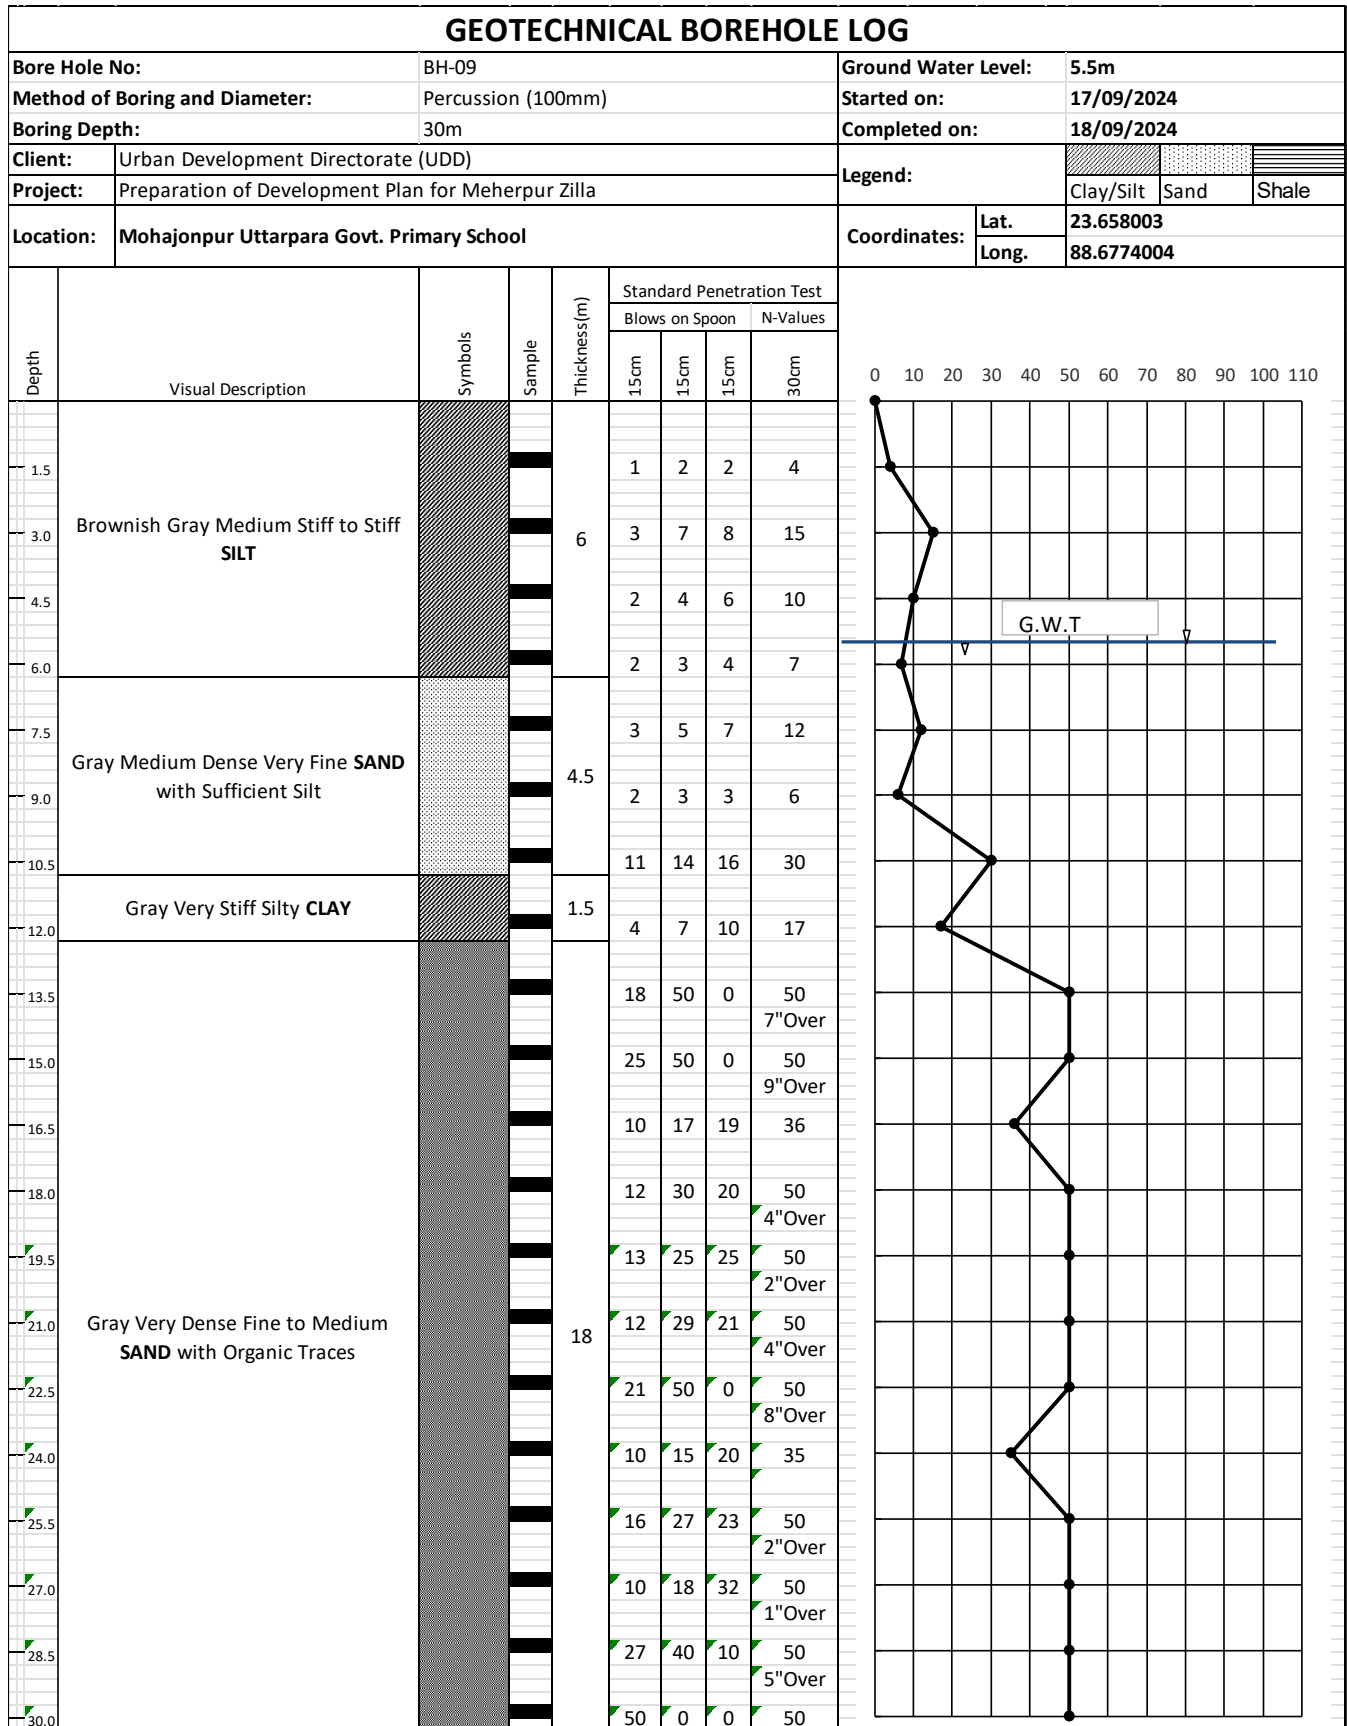 GEOTECHNICAL BOREHOLE LOG
Bore Hole No: BH-09 Ground Water Level: 5.5m
Method of Boring and Diameter: Percussion (100mm) Started on: 17/09/2024
Boring Depth: 30m Completed on: 18/09/2024
Client: Urban Development Directorate (UDD) Legend:
Project: Preparation of Development Plan for Meherpur Zilla Clay/Silt Sand Shale
Location: Mohajonpur Uttarpara Govt. Primary School Coordinates: Lat. 23.658003
Long. 88.6774004
Standard Penetration Test
Blows on Spoon N-Values
Depth Visual Description Symbols Sample Thickness(m) 15cm 15cm 15cm 30cm
0 10 20 30 40 50 60 70 80 90 100 110
1.5 1 2 2 4
Brownish Gray Medium Stiff to Stiff
SILT
3.0 6 3 7 8 15
4.5 2 4 6 10
G.W.T
6.0 2 3 4 7
7.5 3 5 7 12
Gray Medium Dense Very Fine SAND
with Sufficient Silt
4.5
9.0 2 3 3 6
10.5 11 14 16 30
Gray Very Stiff Silty CLAY 1.5
12.0 4 7 10 17
13.5 18 50 0 50
7"Over
15.0 25 50 0 50
9"Over
16.5 10 17 19 36
18.0 12 30 20 50
4"Over
19.5 13 25 25 50
2"Over
21.0 12 29 21 50
Gray Very Dense Fine to Medium
SAND with Organic Traces
18
4"Over
22.5 21 50 0 50
8"Over
24.0 10 15 20 35
25.5 16 27 23 50
2"Over
27.0 10 18 32 50
1"Over
28.5 27 40 10 50
5"Over
30.0 50 0 0 50